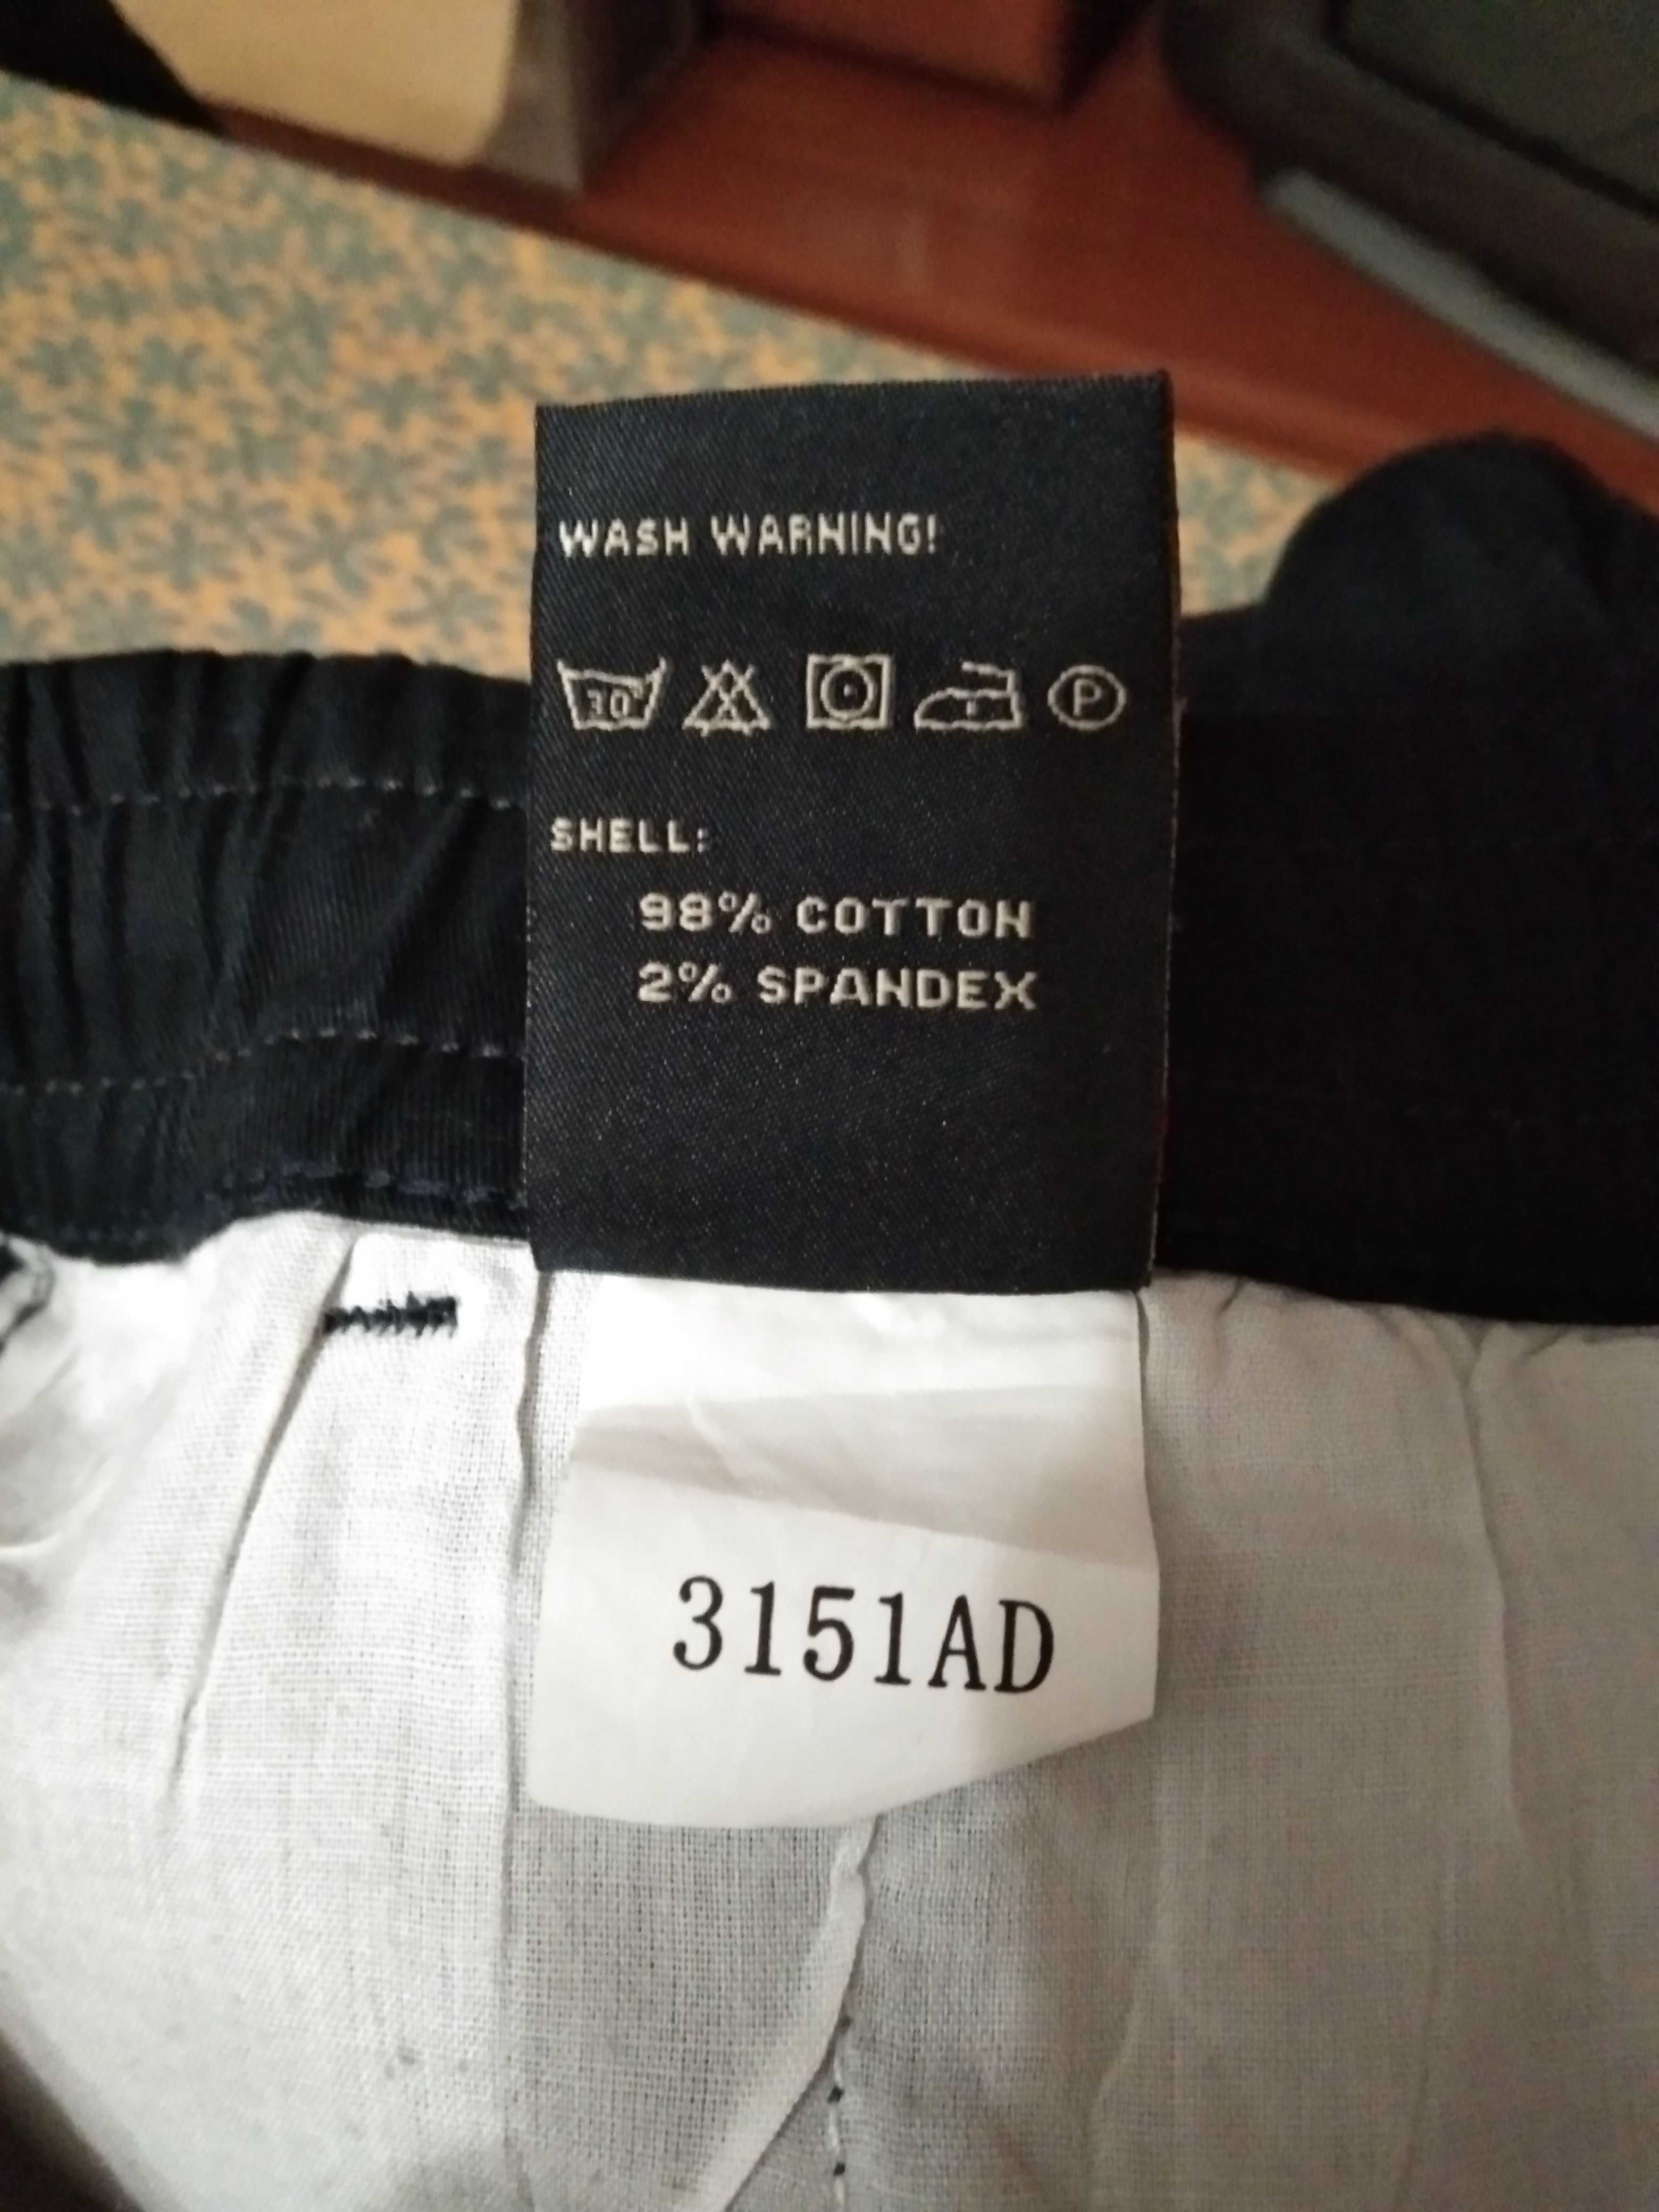 WASH WARNING!
30° P
SHELL:
98% COTTON
2% SPANDEX
3151AD